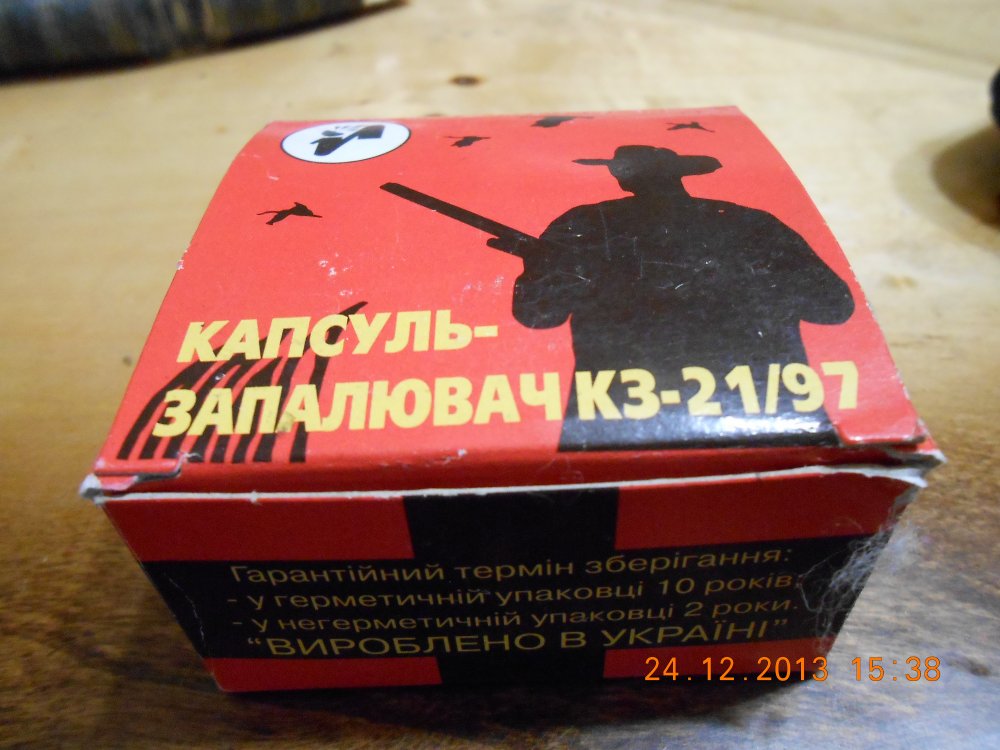 КАПСУЛЬ-
ЗАПАЛЮВАЧ КЗ-21/97
Гарантійний термін зберігання:
- у герметичній упаковці 10 років;
- у негерметичній упаковці 2 роки.
“ВИРОБЛЕНО В УКРАЇНІ”
24.12.2013 15:38